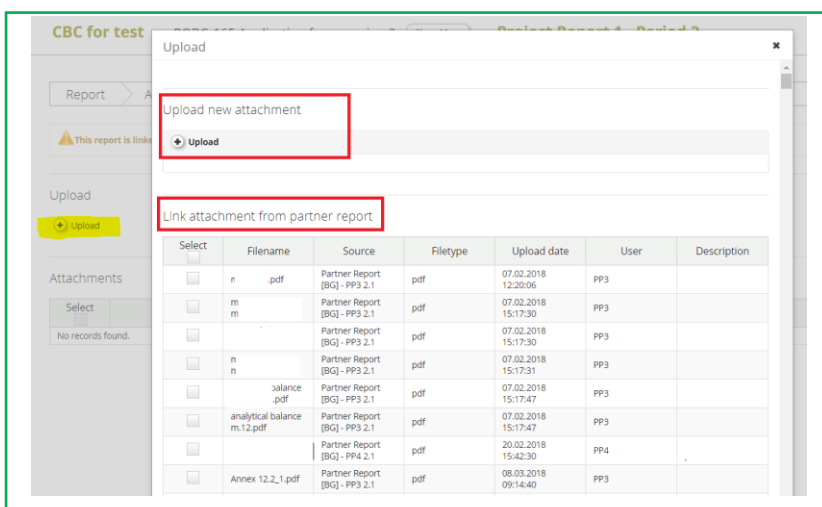 CBC for test
Upload
Report
A
Upload new attachment
This report is linke
Upload
Upload
Upload
Link attachment from partner report
Select Filename Source Filetype Upload date User Description
Attachments
Select
No records found.
n .pdf Partner Report [BG] - PP3 2.1 pdf 07.02.2018 12:20:06 PP3
m m Partner Report [BG] - PP3 2.1 pdf 07.02.2018 15:17:30 PP3
Partner Report [BG] - PP3 2.1 pdf 07.02.2018 15:17:30 PP3
n n Partner Report [BG] - PP3 2.1 pdf 07.02.2018 15:17:31 PP3
balance .pdf Partner Report [BG] - PP3 2.1 pdf 07.02.2018 15:17:47 PP3
analytical balance m.12.pdf Partner Report [BG] - PP3 2.1 pdf 07.02.2018 15:17:47 PP3
Partner Report [BG] - PP4 2.1 pdf 20.02.2018 15:42:30 PP4
Annex 12.2_1.pdf Partner Report [BG] - PP3 2.1 pdf 08.03.2018 09:14:40 PP3